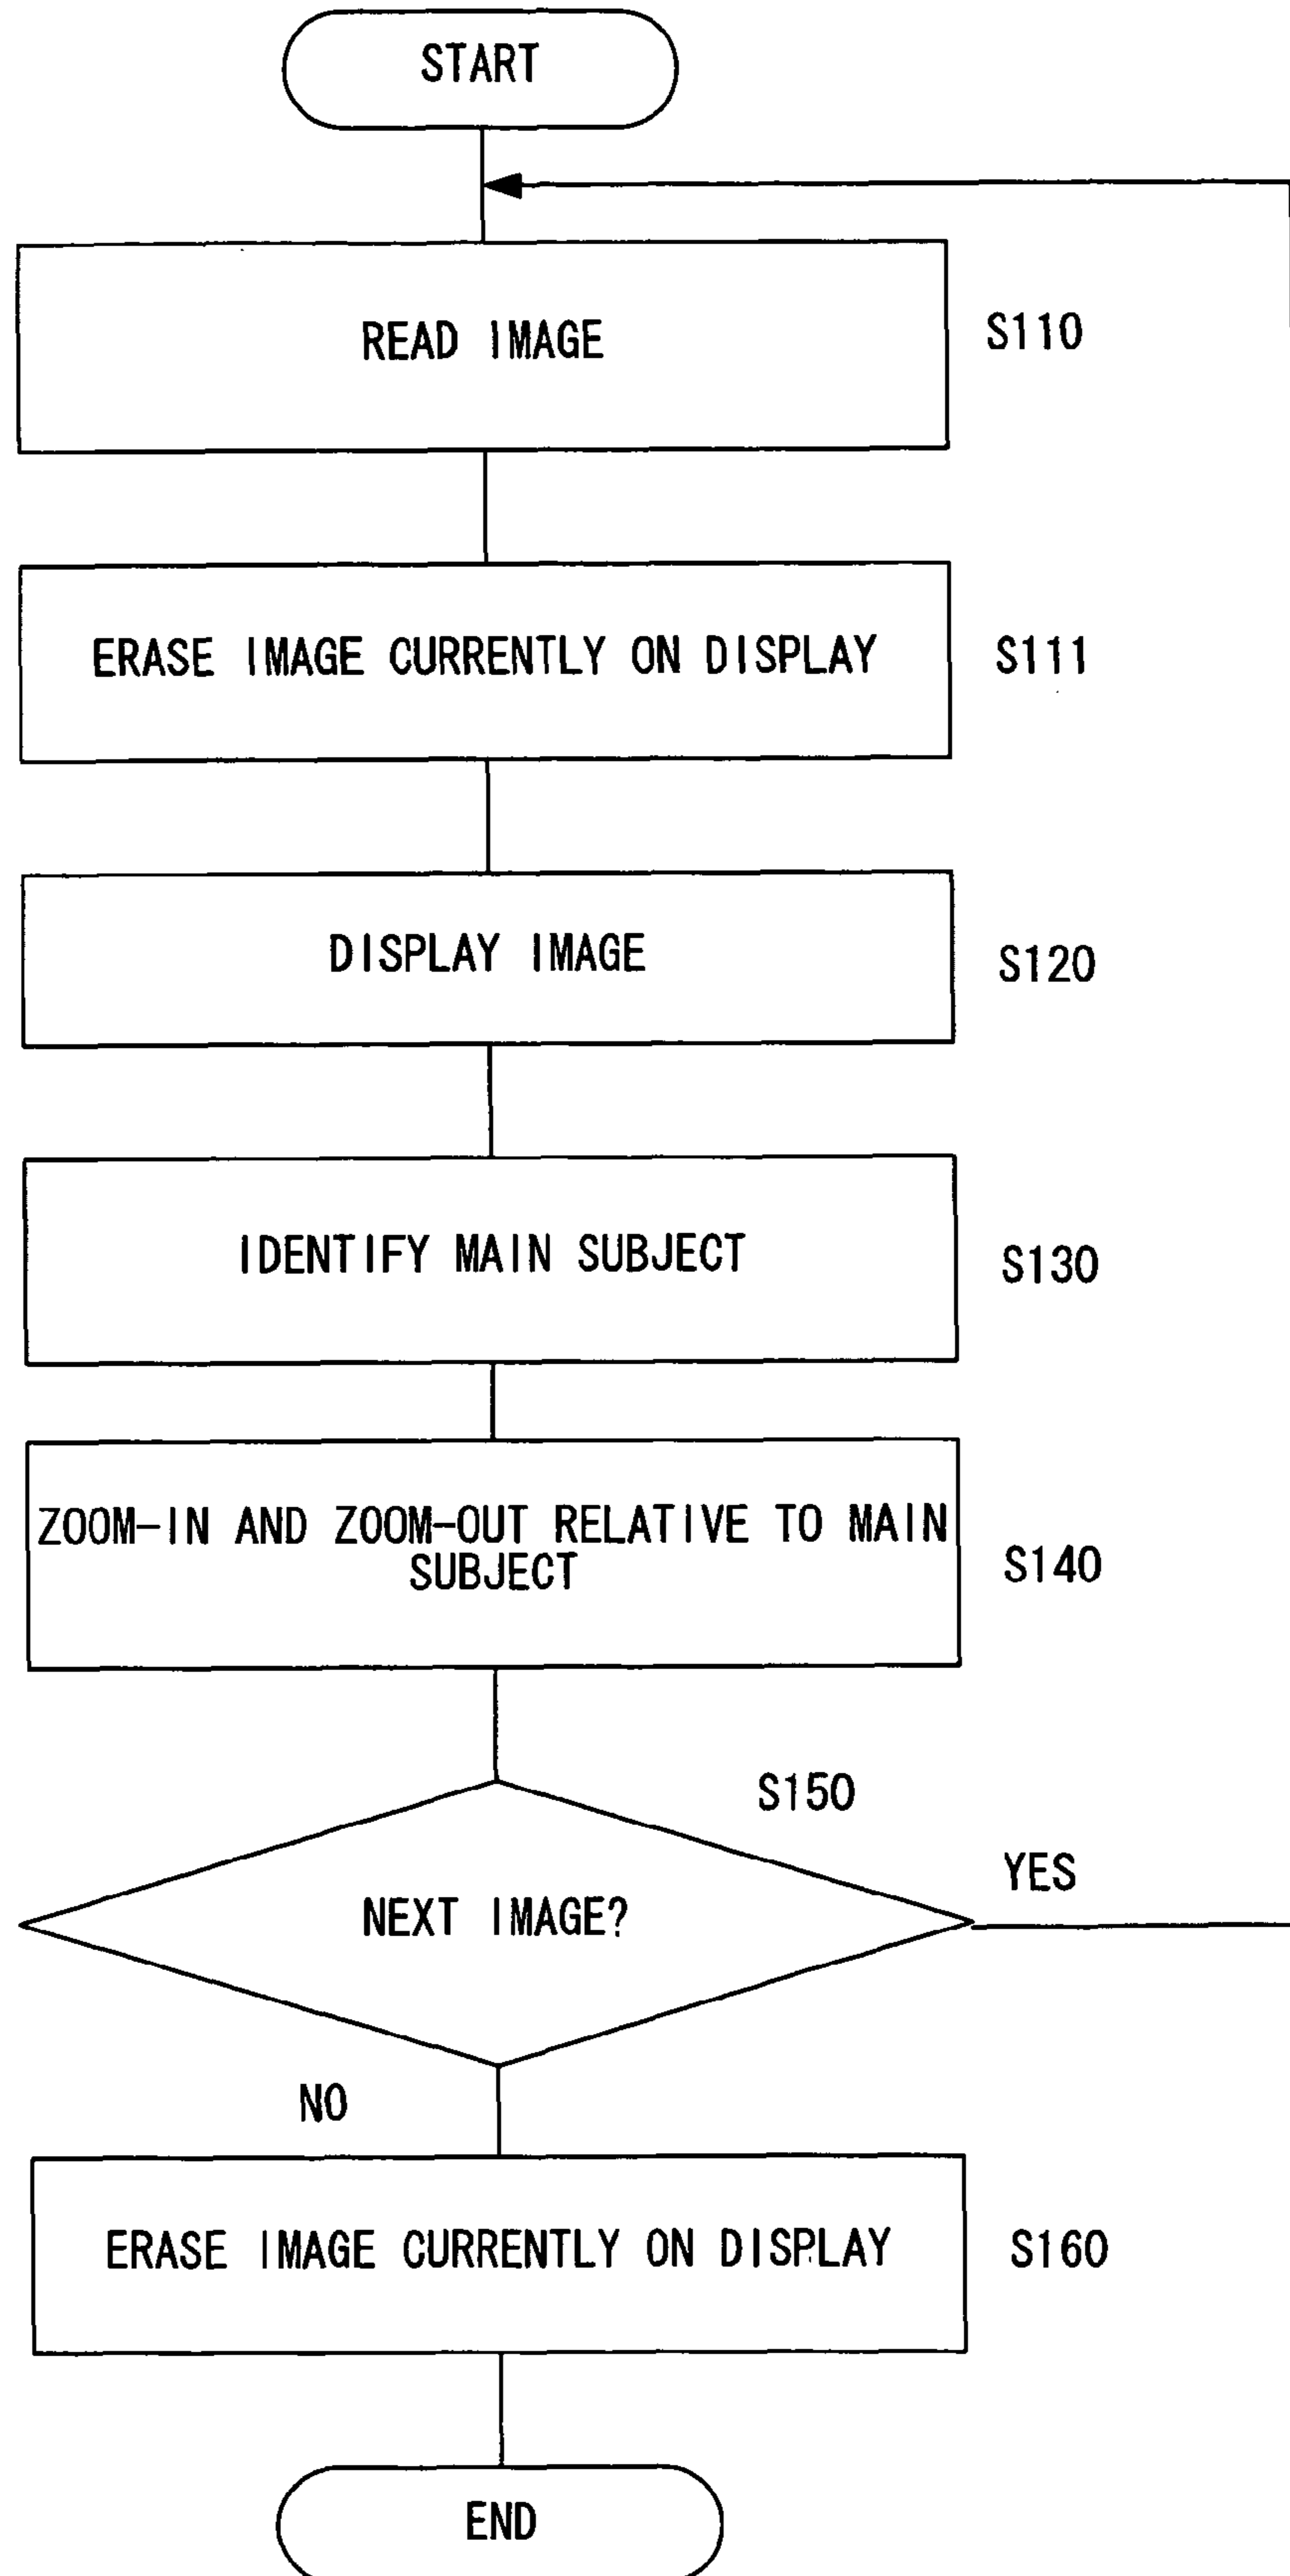 START
READ IMAGE
S110
ERASE IMAGE CURRENTLY ON DISPLAY
S111
DISPLAY IMAGE
S120
IDENTIFY MAIN SUBJECT
S130
ZOOM-IN AND ZOOM-OUT RELATIVE TO MAIN
SUBJECT
S140
S150
NEXT IMAGE?
YES
NO
ERASE IMAGE CURRENTLY ON DISPLAY
S160
END